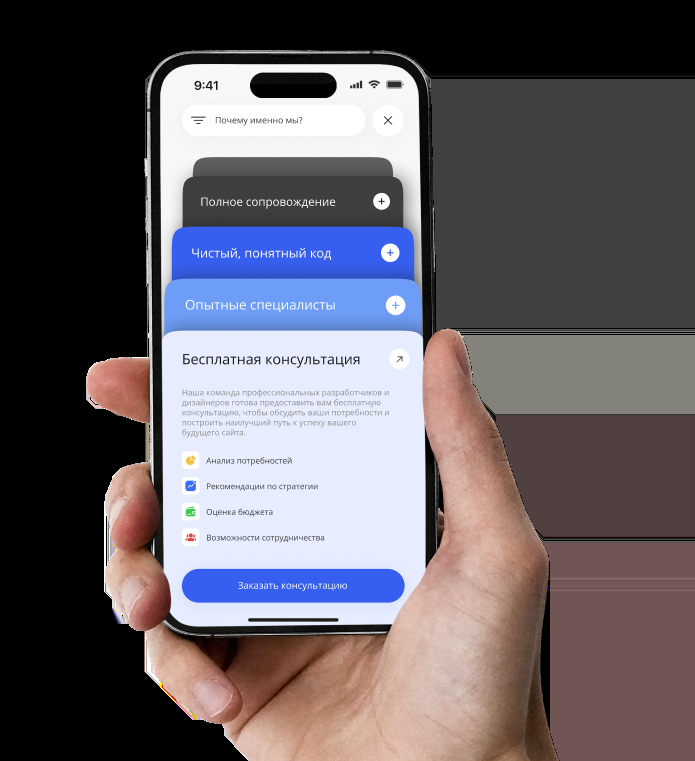 9:41
Почему именно мы?
Полное сопровождение
Чистый, понятный код
Опытные специалисты
Бесплатная консультация
Наша команда профессиональных разработчиков и
дизайнеров готова предоставить вам бесплатную
консультацию, чтобы обсудить ваши потребности и
построить наилучший путь к успеху вашего
будущего сайта.
Анализ потребностей
Рекомендации по стратегии
Оценка бюджета
Возможности сотрудничества
Заказать консультацию